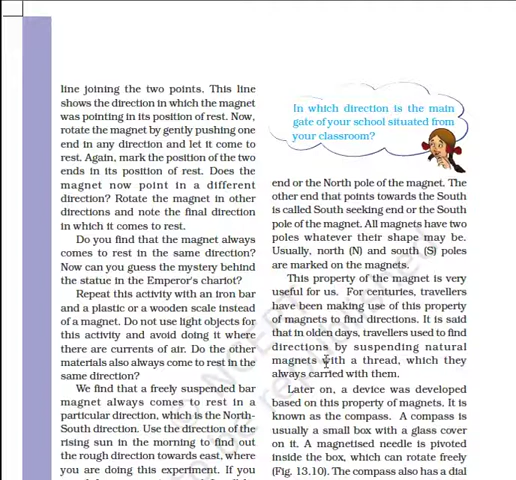 line joining the two points. This line
shows the direction in which the magnet
was pointing in its position of rest. Now,
rotate the magnet by gently pushing one
end in any direction and let it come to
rest. Again, mark the position of the two
ends in its position of rest. Does the
magnet now point in a different
direction? Rotate the magnet in other
directions and note the final direction
in which it comes to rest.
Do you find that the magnet always
comes to rest in the same direction?
Now can you guess the mystery behind
the statue in the Emperor's chariot?
Repeat this activity with an iron bar
and a plastic or a wooden scale instead
of a magnet. Do not use light objects for
this activity and avoid doing it where
there are currents of air. Do the other
materials also always come to rest in the
same direction?
We find that a freely suspended bar
magnet always comes to rest in a
particular direction, which is the North-
South direction. Use the direction of the
rising sun in the morning to find out
the rough direction towards east, where
you are doing this experiment. If you
In which direction is the main
gate of your school situated from
your classroom?
end or the North pole of the magnet. The
other end that points towards the South
is called South seeking end or the South
pole of the magnet. All magnets have two
poles whatever their shape may be.
Usually, north (N) and south (S) poles
are marked on the magnets.
This property of the magnet is very
useful for us. For centuries, travellers
have been making use of this property
of magnets to find directions. It is said
that in olden days, travellers used to find
directions by suspending natural
magnets with a thread, which they
always carried with them.
Later on, a device was developed
based on this property of magnets. It is
known as the compass. A compass is
usually a small box with a glass cover
on it. A magnetised needle is pivoted
inside the box, which can rotate freely
(Fig. 13.10). The compass also has a dial